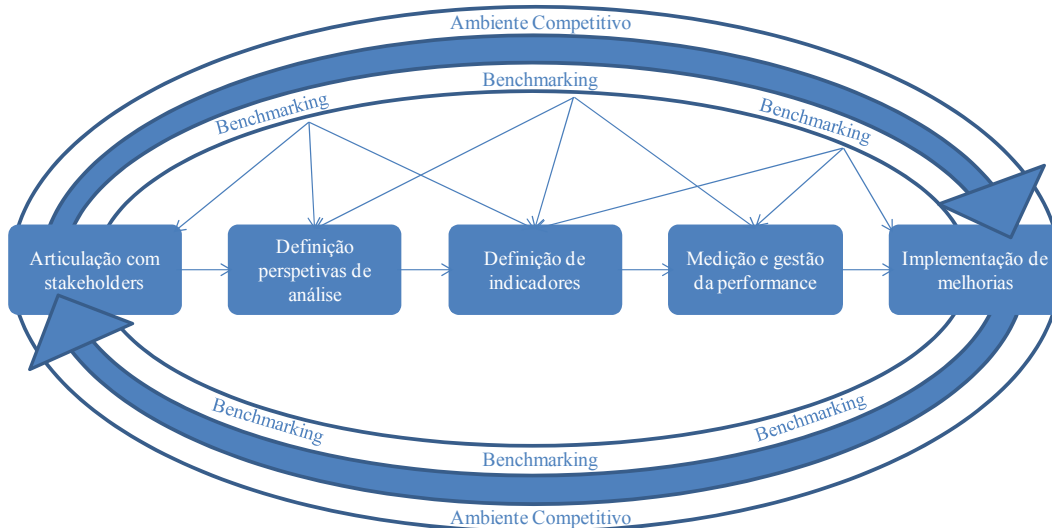 Ambiente Competitivo
Benchmarking
Benchmarking
Benchmarking
Articulação com
stakeholders
Definição
perspetivas de
análise
Definição de
indicadores
Medição e gestão
da performance
Implementação de
melhorias
Benchmarking
Benchmarking
Benchmarking
Ambiente Competitivo